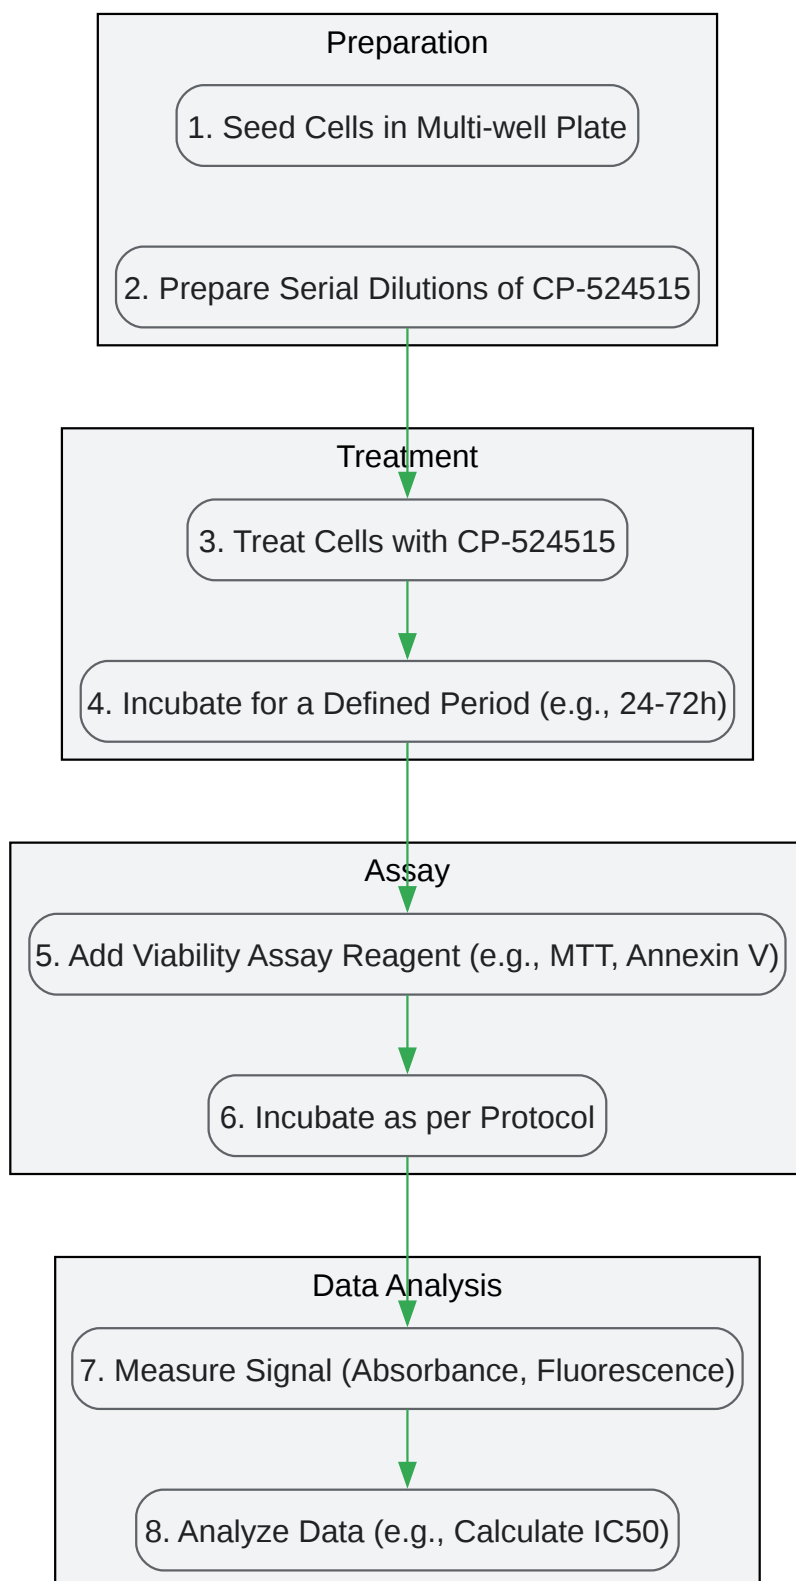 Preparation
1. Seed Cells in Multi-well Plate
2. Prepare Serial Dilutions of CP-524515
Treatment
3. Treat Cells with CP-524515
4. Incubate for a Defined Period (e.g., 24-72h)
Assay
5. Add Viability Assay Reagent (e.g., MTT, Annexin V)
6. Incubate as per Protocol
Data Analysis
7. Measure Signal (Absorbance, Fluorescence)
8. Analyze Data (e.g., Calculate IC50)